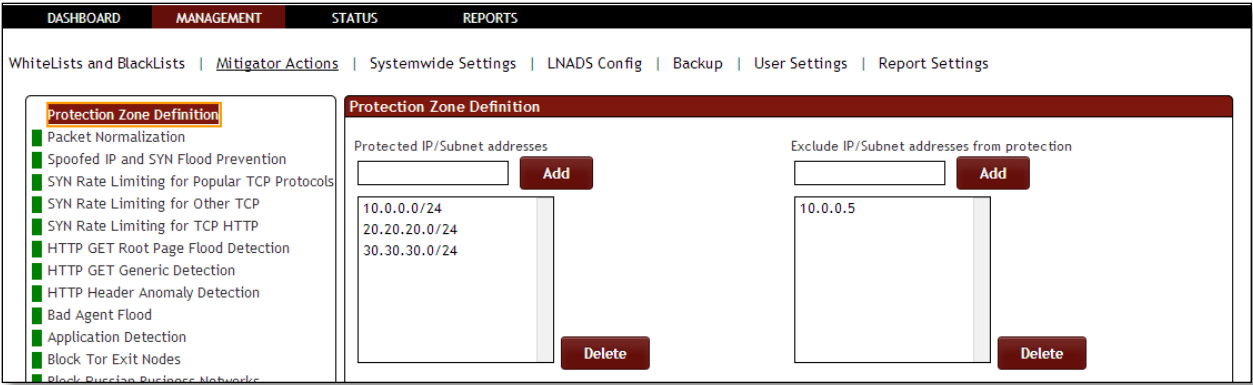 DASHBOARD MANAGEMENT STATUS REPORTS
WhiteLists and BlackLists | Mitigator Actions | Systemwide Settings | LNADS Config | Backup | User Settings | Report Settings
Protection Zone Definition
Packet Normalization
Spoofed IP and SYN Flood Prevention
SYN Rate Limiting for Popular TCP Protocols
SYN Rate Limiting for Other TCP
SYN Rate Limiting for TCP HTTP
HTTP GET Root Page Flood Detection
HTTP GET Generic Detection
HTTP Header Anomaly Detection
Bad Agent Flood
Application Detection
Block Tor Exit Nodes
Block Russian Business Networks
Protection Zone Definition
Protected IP/Subnet addresses
Add
10.0.0.0/24
20.20.20.0/24
30.30.30.0/24
Delete
Exclude IP/Subnet addresses from protection
Add
10.0.0.5
Delete